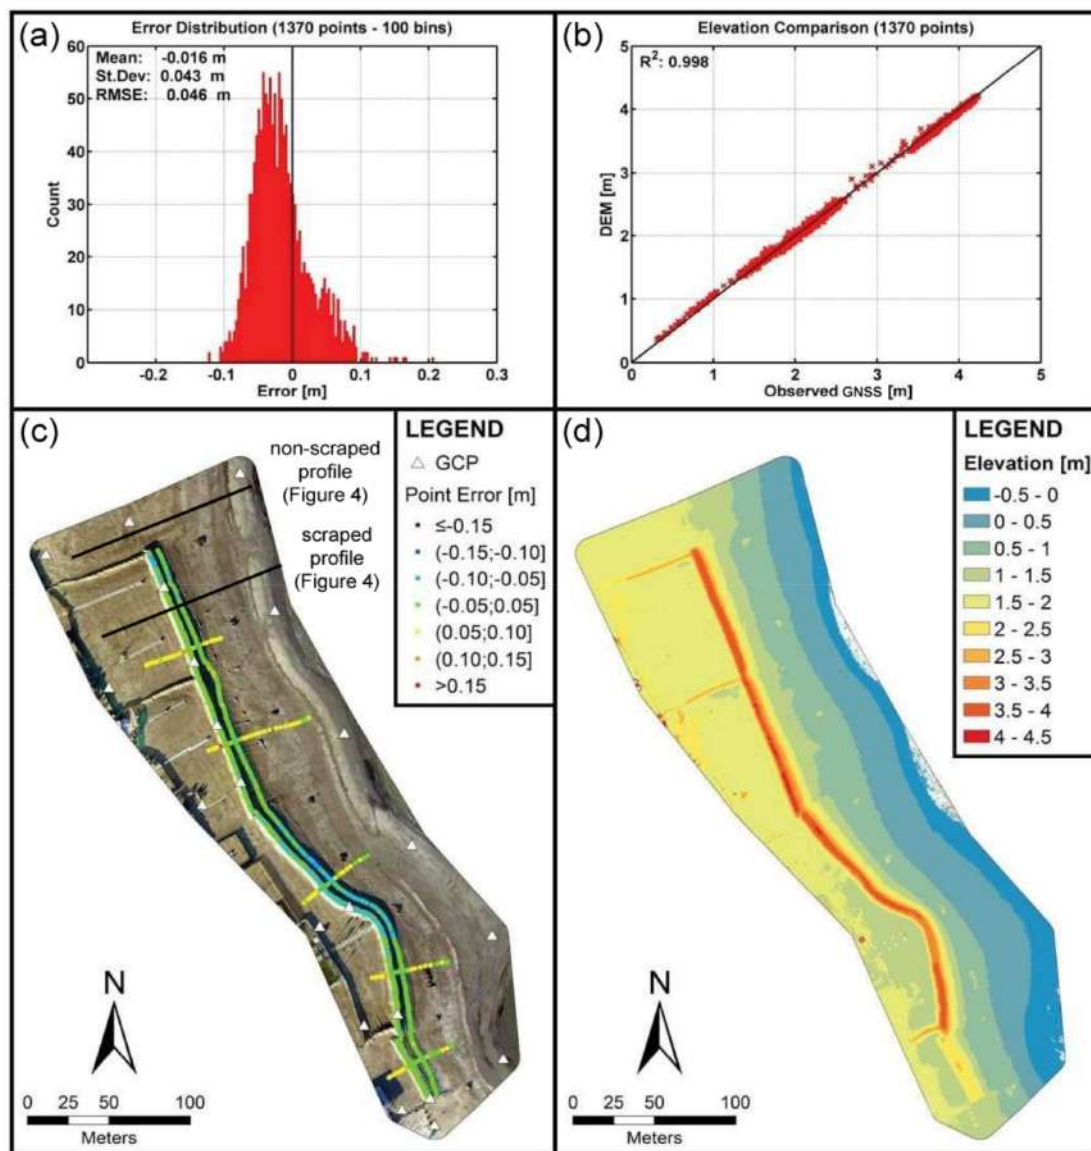 (a)
Error Distribution (1370 points - 100 bins)
Mean: -0.016 m
St.Dev: 0.043 m
RMSE: 0.046 m
60
50
40
30
20
10
0
Count
-0.2
-0.1
0
0.1
0.2
0.3
Error [m]
(b)
Elevation Comparison (1370 points)
R²: 0.998
5
4
3
2
1
0
DEM [m]
0
1
2
3
4
5
Observed GNSS [m]
(c)
non-scraped
profile
(Figure 4)
scraped
profile
(Figure 4)
LEGEND
GCP
Point Error [m]
≤-0.15
(-0.15;-0.10]
(-0.10;-0.05]
(-0.05;0.05]
(0.05;0.10]
(0.10;0.15]
>0.15
N
0 25 50 100
Meters
(d)
LEGEND
Elevation [m]
-0.5 - 0
0 - 0.5
0.5 - 1
1 - 1.5
1.5 - 2
2 - 2.5
2.5 - 3
3 - 3.5
3.5 - 4
4 - 4.5
N
0 25 50 100
Meters